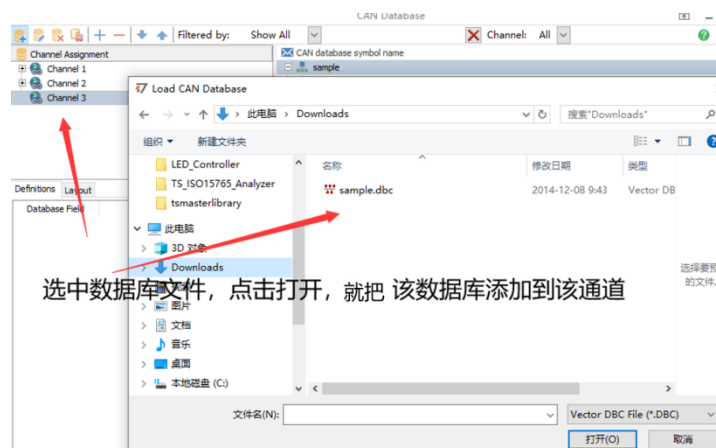 CAN Database
Filtered by: Show All
Channel: All
Channel Assignment
CAN database symbol name
Channel 1
sample
Channel 2
Channel 3
Load CAN Database
此电脑 > Downloads
搜索"Downloads"
组织
新建文件夹
LED_Controller
TS_ISO15765_Analyzer
tsmasterlibrary
名称
修改日期
类型
sample.dbc
2014-12-08 9:43
Vector DB
Definitions
Layout
Database Field
此电脑
3D 对象
Downloads
选择要预
的文件。
选中数据库文件，点击打开，就把 该数据库添加到该通道
图片
文档
音乐
桌面
本地磁盘 (C:)
文件名(N):
Vector DBC File (*.DBC)
打开(O)
取消